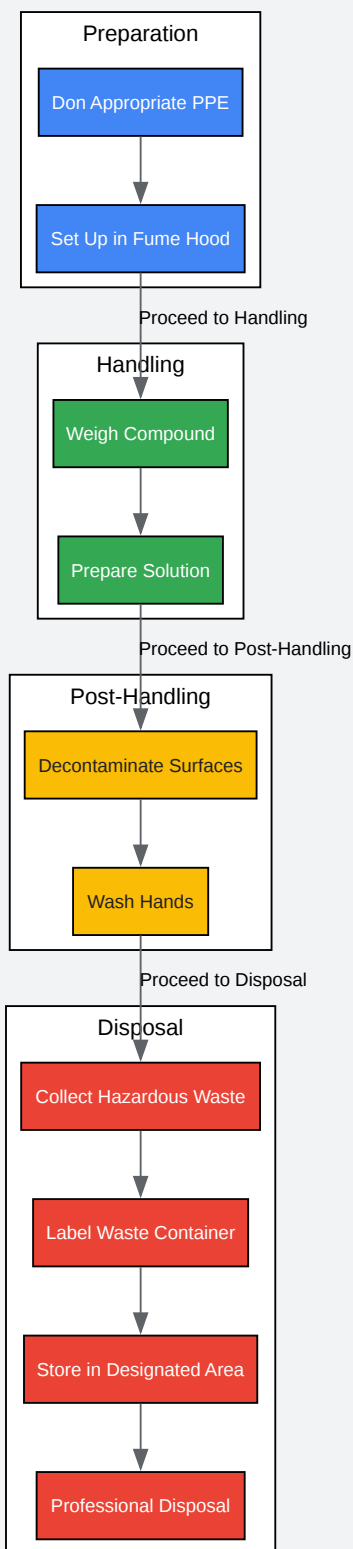 Preparation
Don Appropriate PPE
Set Up in Fume Hood
Proceed to Handling
Handling
Weigh Compound
Prepare Solution
Proceed to Post-Handling
Post-Handling
Decontaminate Surfaces
Wash Hands
Proceed to Disposal
Disposal
Collect Hazardous Waste
Label Waste Container
Store in Designated Area
Professional Disposal